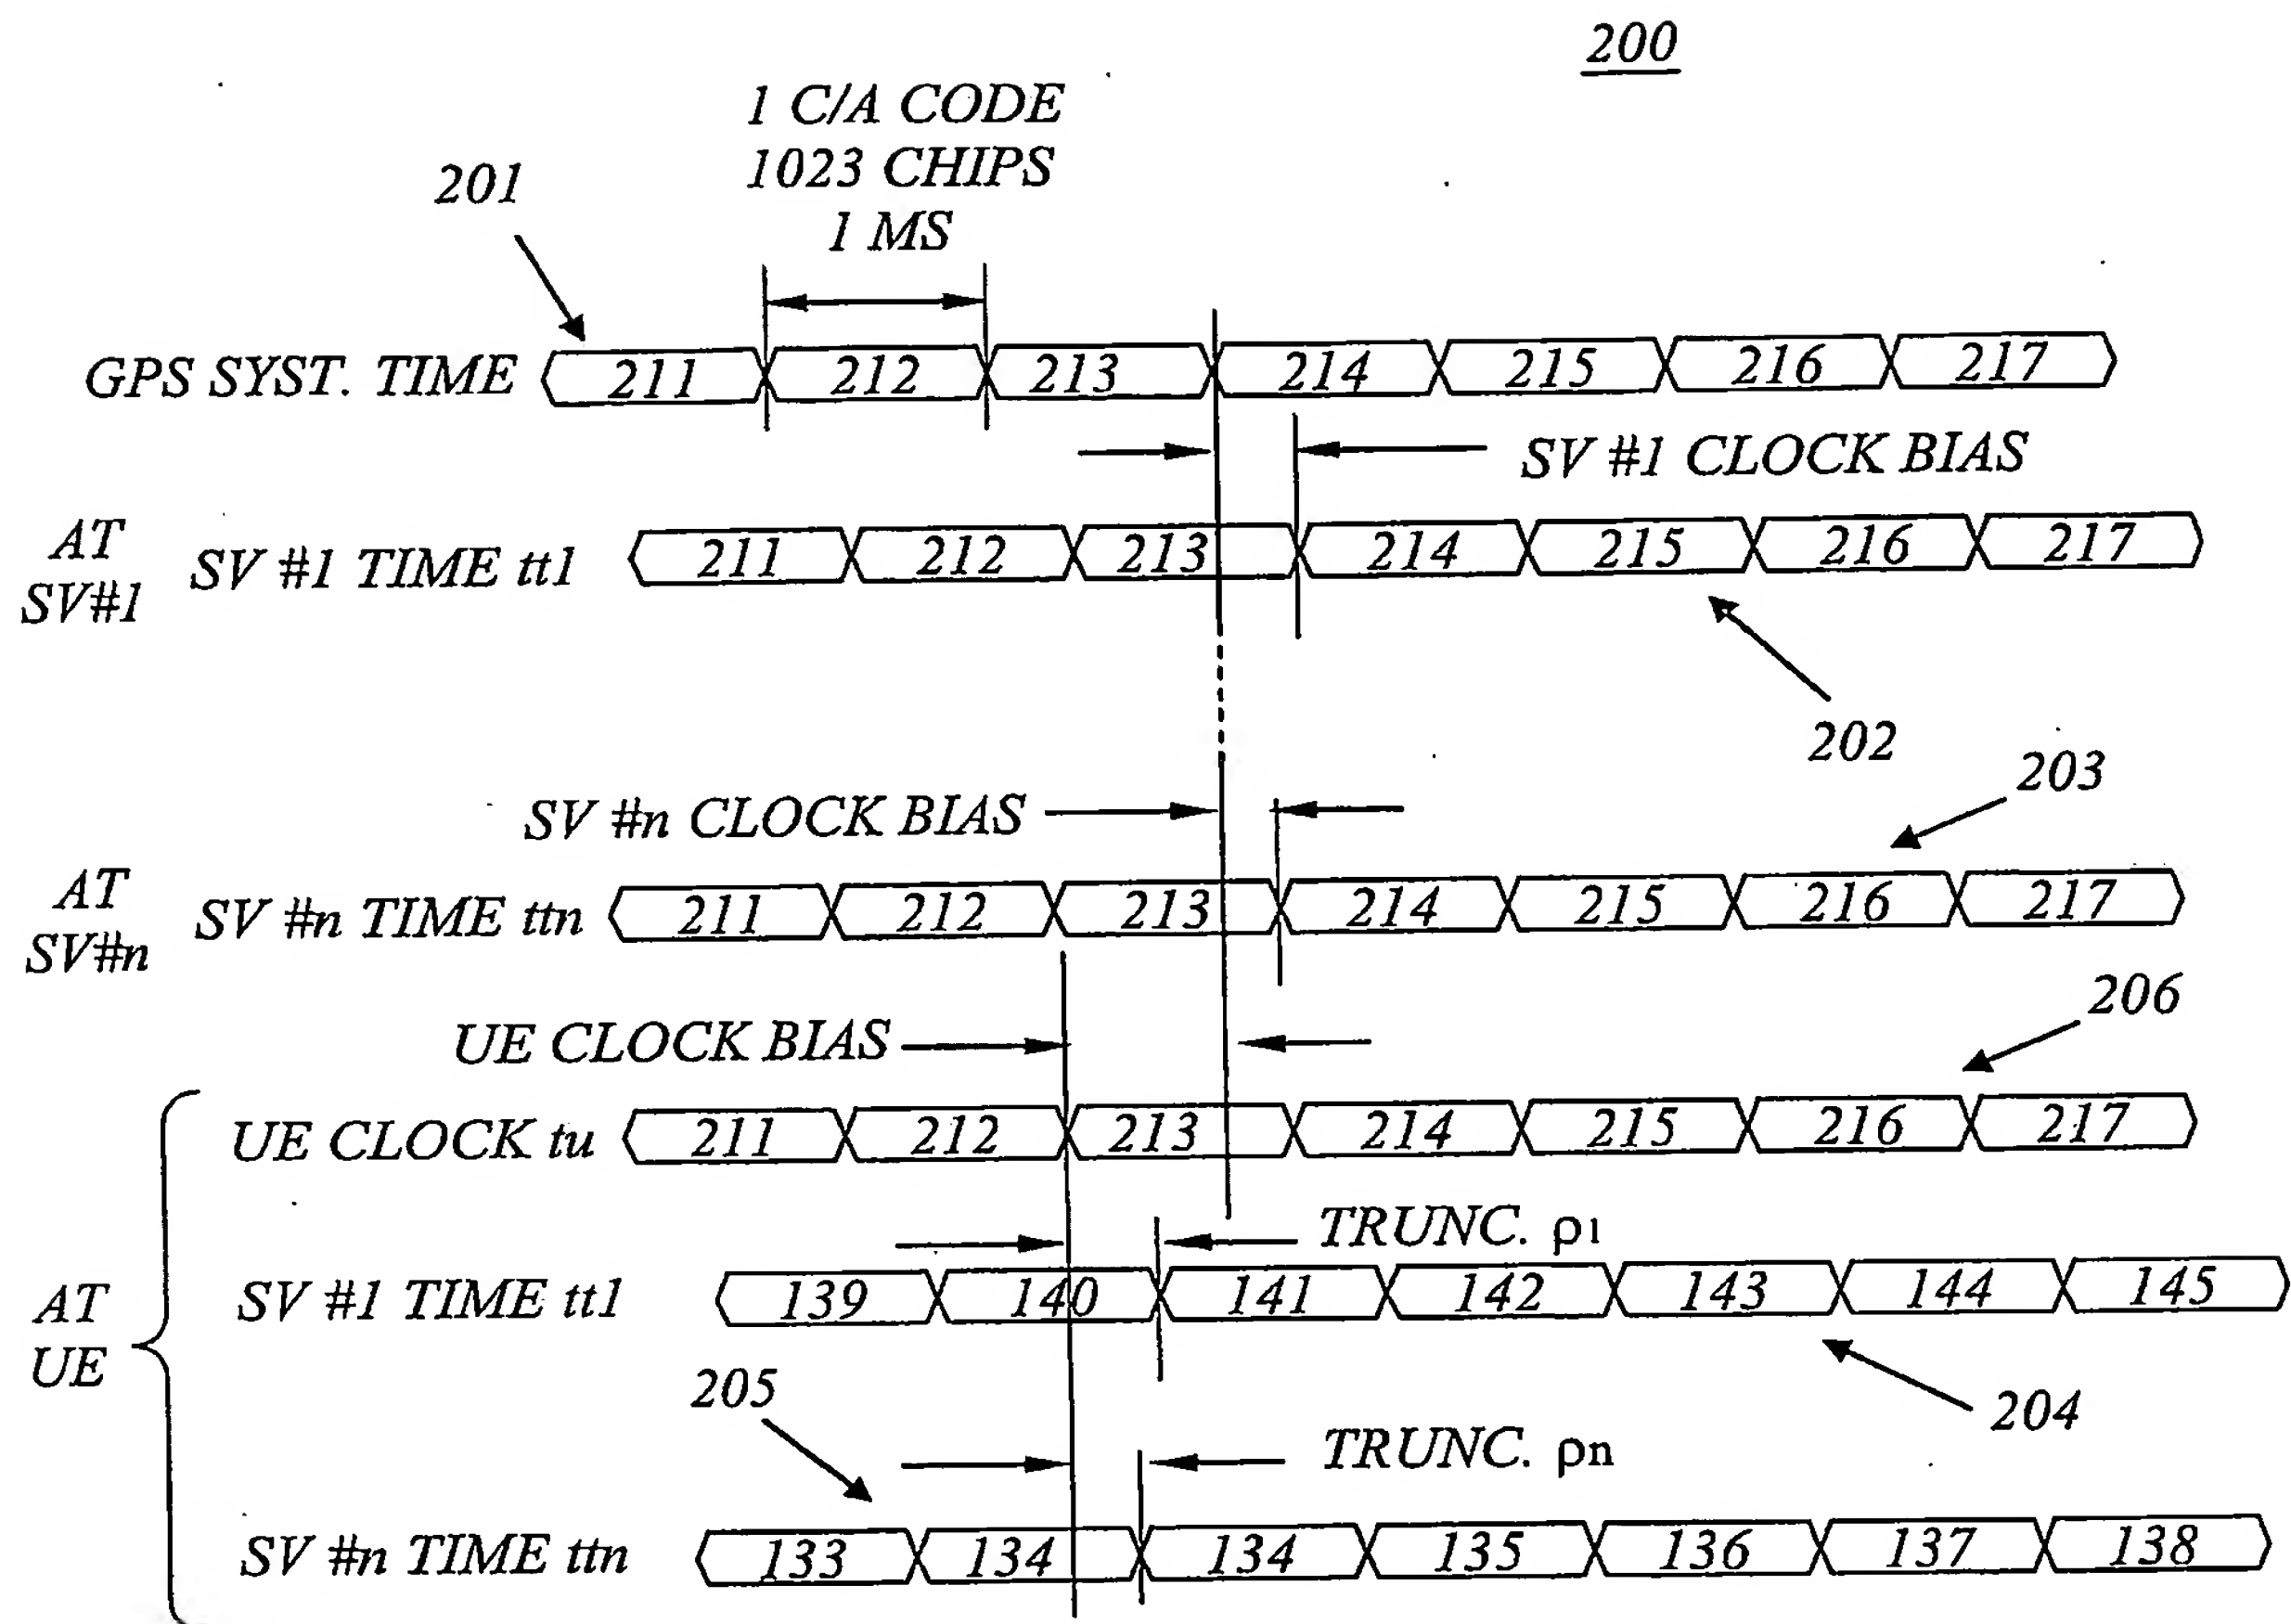 200
1 C/A CODE
1023 CHIPS
1 MS
201
GPS SYST. TIME 211 212 213 214 215 216 217
SV #1 CLOCK BIAS
AT
SV#1
SV #1 TIME tt1 211 212 213 214 215 216 217
202
203
SV #n CLOCK BIAS
AT
SV#n
SV #n TIME ttn 211 212 213 214 215 216 217
206
UE CLOCK BIAS
UE CLOCK tu 211 212 213 214 215 216 217
TRUNC. ρ1
AT
UE
SV #1 TIME tt1 139 140 141 142 143 144 145
204
205
TRUNC. ρn
SV #n TIME ttn 133 134 134 135 136 137 138